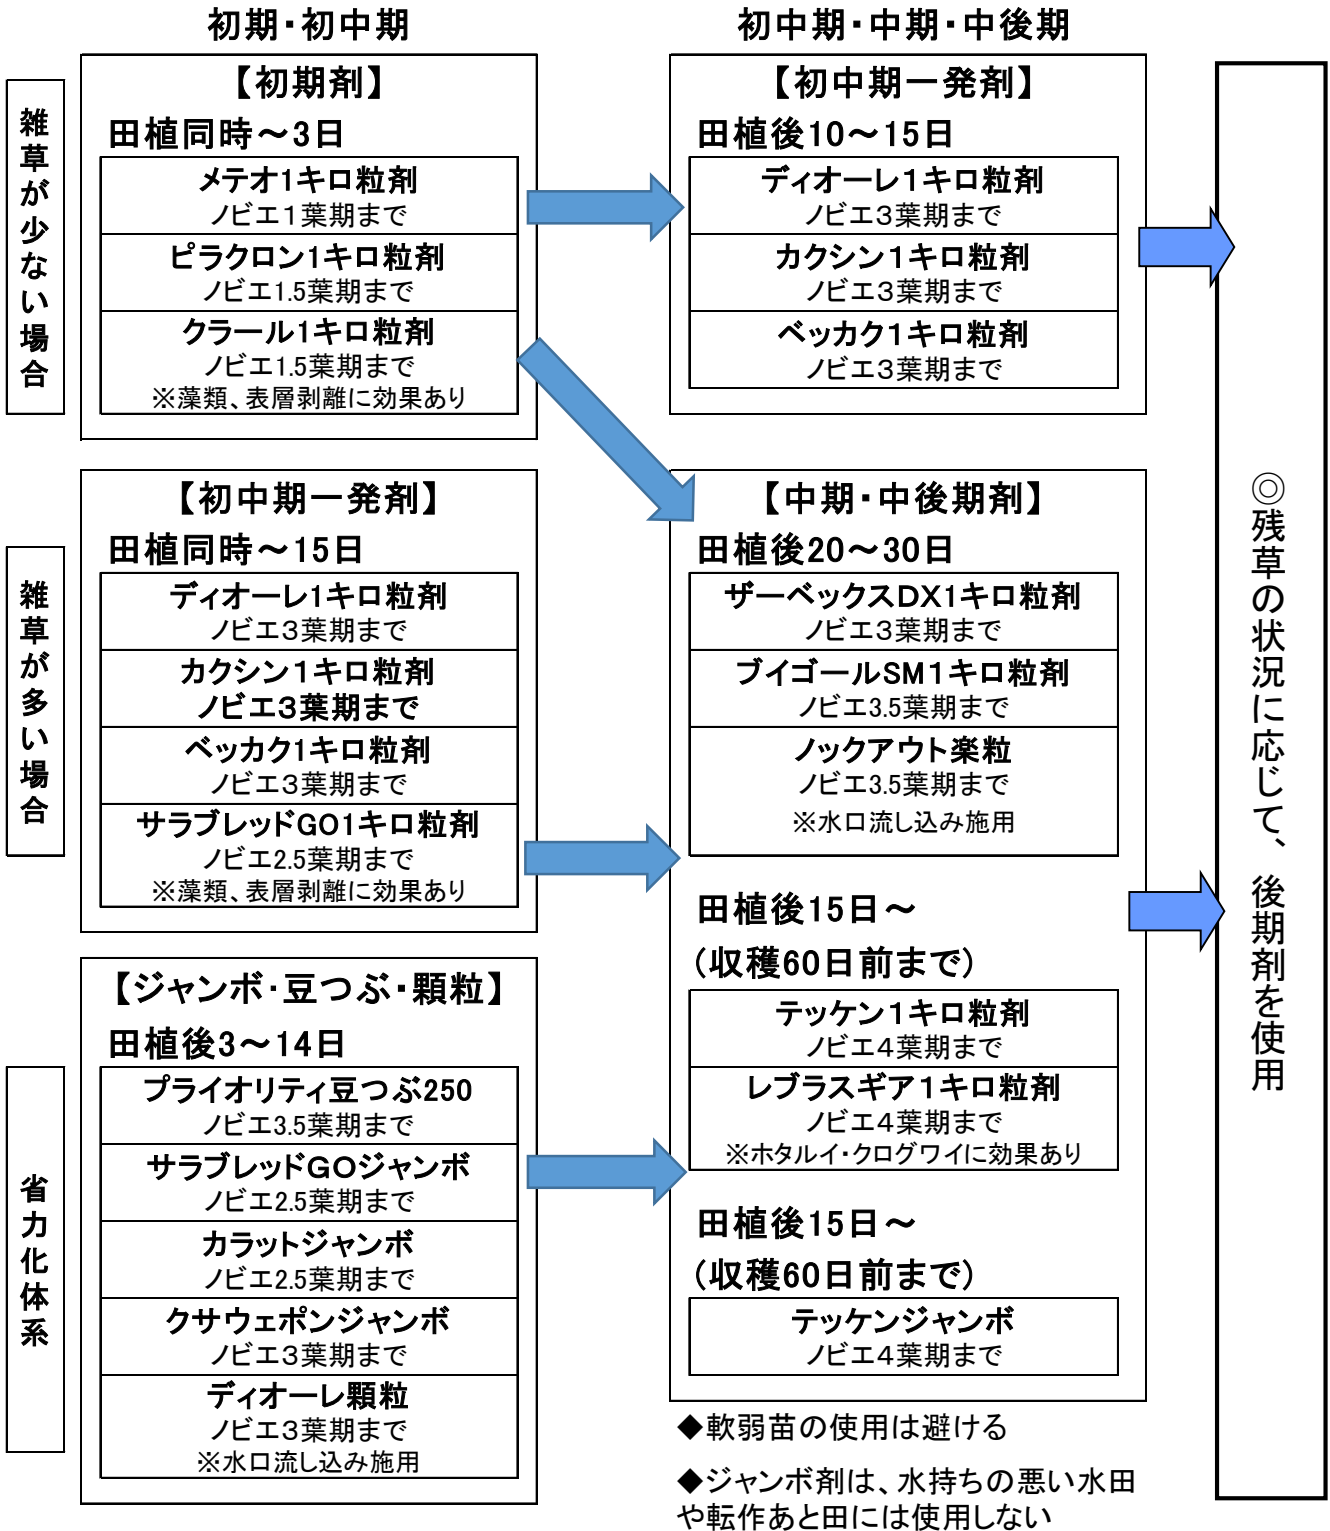 初期・初中期
雑草が少ない場合
【初期剤】
田植同時～3日
メテオ1キロ粒剤
ノビエ１葉期まで
ピラクロン1キロ粒剤
ノビエ1.5葉期まで
クラール1キロ粒剤
ノビエ1.5葉期まで
※藻類、表層剥離に効果あり
雑草が多い場合
【初中期一発剤】
田植同時～15日
ディオーレ1キロ粒剤
ノビエ３葉期まで
カクシン１キロ粒剤
ノビエ３葉期まで
ベッカク1キロ粒剤
ノビエ３葉期まで
サラブレッドGO1キロ粒剤
ノビエ2.5葉期まで
※藻類、表層剥離に効果あり
省力化体系
【ジャンボ・豆つぶ・顆粒】
田植後3～14日
プライオリティ豆つぶ250
ノビエ3.5葉期まで
サラブレッドＧＯジャンボ
ノビエ2.5葉期まで
カラットジャンボ
ノビエ2.5葉期まで
クサウェポンジャンボ
ノビエ３葉期まで
ディオーレ顆粒
ノビエ３葉期まで
※水口流し込み施用
初中期・中期・中後期
【初中期一発剤】
田植後10～15日
ディオーレ１キロ粒剤
ノビエ３葉期まで
カクシン１キロ粒剤
ノビエ３葉期まで
ベッカク１キロ粒剤
ノビエ３葉期まで
【中期・中後期剤】
田植後20～30日
ザーベックスＤＸ1キロ粒剤
ノビエ３葉期まで
ブイゴールSM１キロ粒剤
ノビエ3.5葉期まで
ノックアウト楽粒
ノビエ3.5葉期まで
※水口流し込み施用
田植後15日～
（収穫60日前まで）
テッケン１キロ粒剤
ノビエ４葉期まで
レブラスギア１キロ粒剤
ノビエ４葉期まで
※ホタルイ・クログワイに効果あり
田植後15日～
（収穫60日前まで）
テッケンジャンボ
ノビエ４葉期まで
◆軟弱苗の使用は避ける
◆ジャンボ剤は、水持ちの悪い水田
や転作あと田には使用しない
◎残草の状況に応じて、後期剤を使用